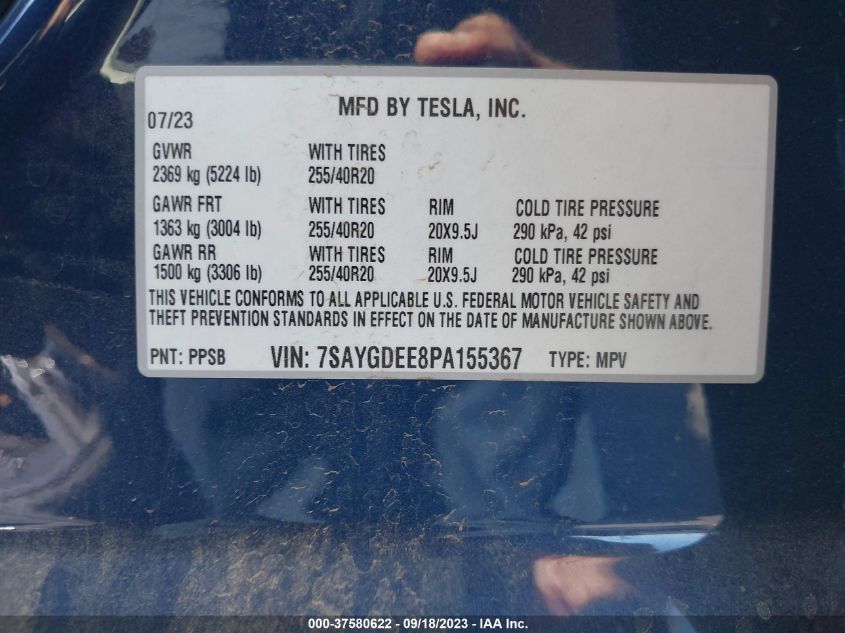 MFD BY TESLA, INC.
07/23
GVWR WITH TIRES
2369 kg (5224 lb) 255/40R20
GAWR FRT WITH TIRES RIM COLD TIRE PRESSURE
1363 kg (3004 lb) 255/40R20 20X9.5J 290 kPa, 42 psi
GAWR RR WITH TIRES RIM COLD TIRE PRESSURE
1500 kg (3306 lb) 255/40R20 20X9.5J 290 kPa, 42 psi
THIS VEHICLE CONFORMS TO ALL APPLICABLE U.S. FEDERAL MOTOR VEHICLE SAFETY AND
THEFT PREVENTION STANDARDS IN EFFECT ON THE DATE OF MANUFACTURE SHOWN ABOVE.
PNT: PPSB VIN: 7SAYGDEE8PA155367 TYPE: MPV
000-37580622 - 09/18/2023 - IAA Inc.